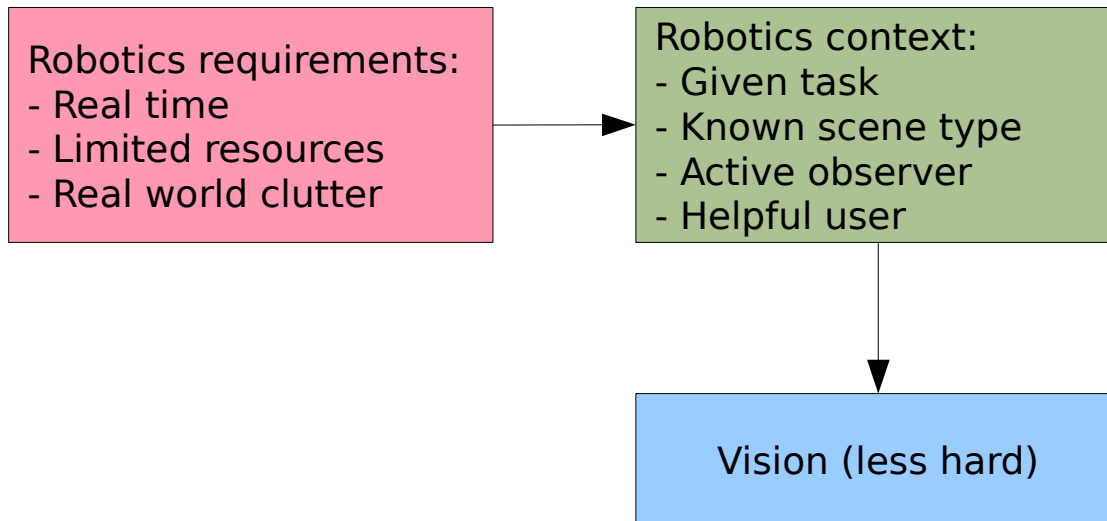 Robotics requirements:
- Real time
- Limited resources
- Real world clutter
Robotics context:
- Given task
- Known scene type
- Active observer
- Helpful user
Vision (less hard)